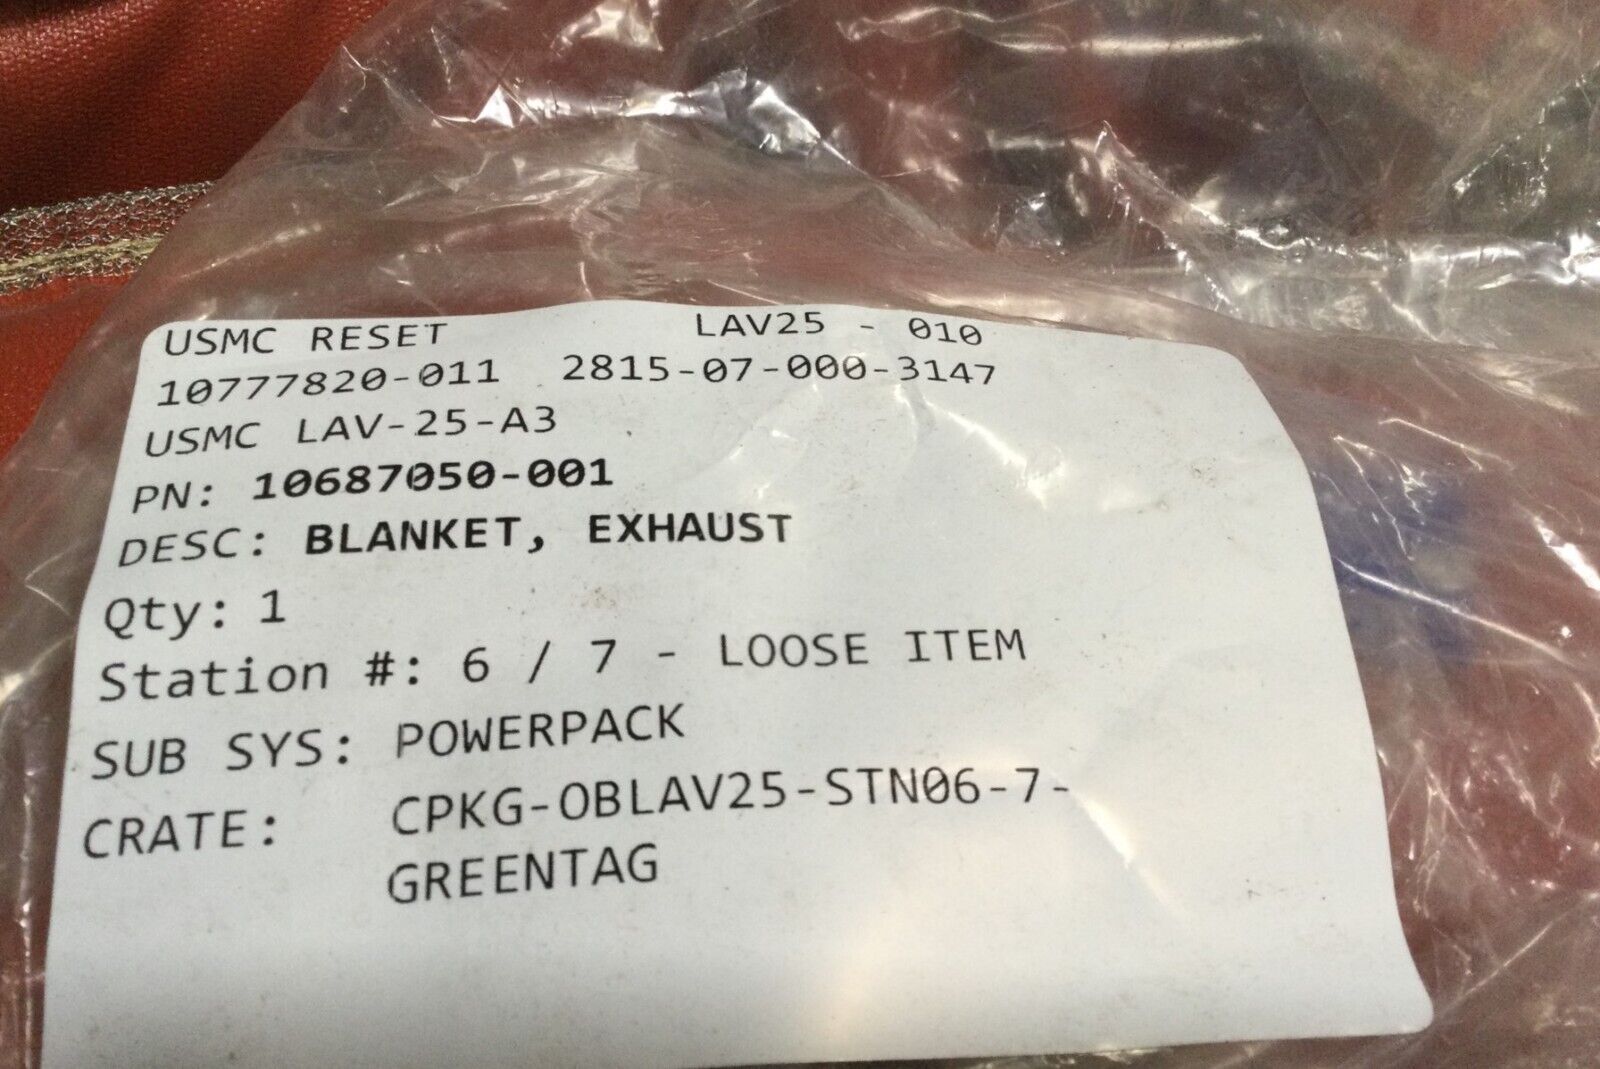 USMC RESET LAV25 - 010
10777820-011 2815-07-000-3147
USMC LAV-25-A3
PN: 10687050-001
DESC: BLANKET, EXHAUST
Qty: 1
Station #: 6 / 7 - LOOSE ITEM
SUB SYS: POWERPACK
CRATE: CPKG-OBLAV25-STN06-7-
GREENTAG